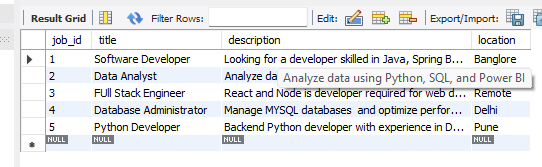 Result Grid Filter Rows: Edit: Export/Import:
job_id title description location
1 Software Developer Looking for a developer skilled in Java, Spring B... Banglore
2 Data Analyst Analyze da Analyze data using Python, SQL, and Power BI
3 FUll Stack Engineer React and Node is developer required for web d... Remote
4 Database Administrator Manage MYSQL databases and optimize perfor... Delhi
5 Python Developer Backend Python developer with experience in D... Pune
NULL NULL NULL NULL